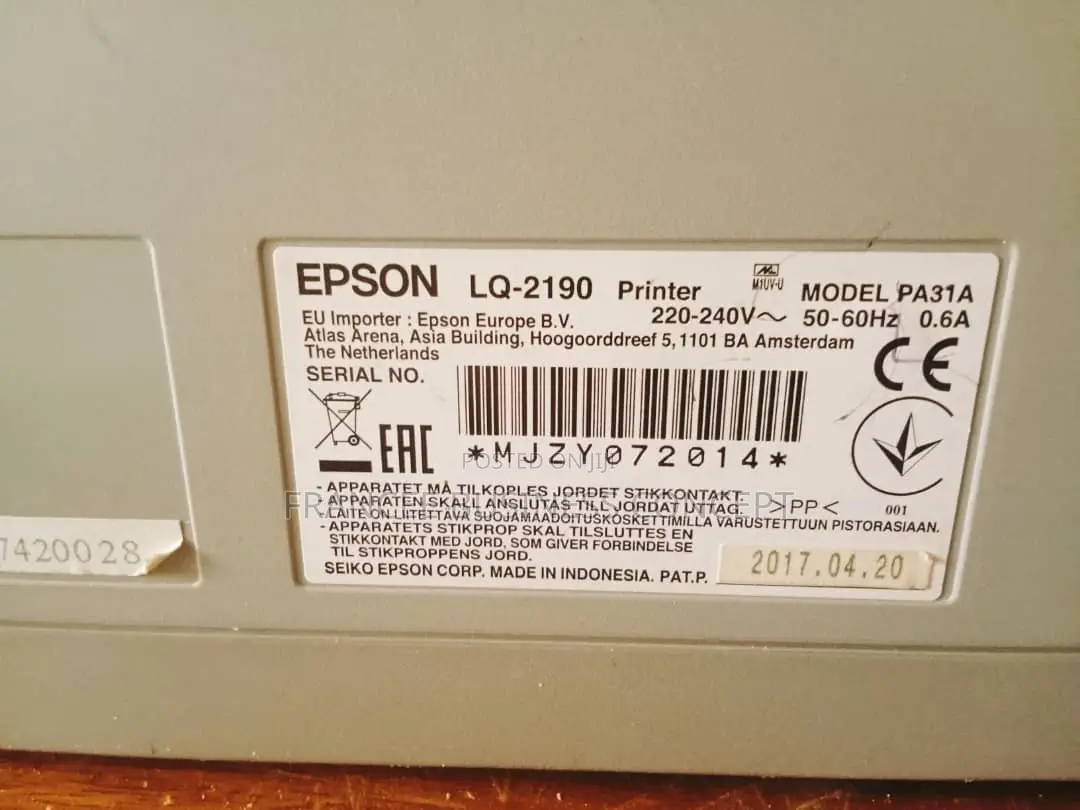 EPSON LQ-2190 Printer M1UV-U MODEL PA31A
220-240V～ 50-60Hz 0.6A
EU Importer : Epson Europe B.V.
Atlas Arena, Asia Building, Hoogoorddreef 5, 1101 BA Amsterdam
The Netherlands
SERIAL NO.
CE
EAC
*MJZY072014*
POSTED ON JIJI
- APPARATET MÅ TILKOPLES JORDET STIKKONTAKT.
- APPARATEN SKALL ANSLUTAS TILL JORDAT UTTAG. >PP< 001
- LAITE ON LIITETTÄVÄ SUOJAMAADOITUSKOSKETTIMILLA VARUSTETTUUN PISTORASIAAN.
- APPARATETS STIKPROP SKAL TILSLUTTES EN
STIKKONTAKT MED JORD, SOM GIVER FORBINDELSE
TIL STIKPROPPENS JORD.
SEIKO EPSON CORP. MADE IN INDONESIA. PAT.P.
2017.04.20
7420028